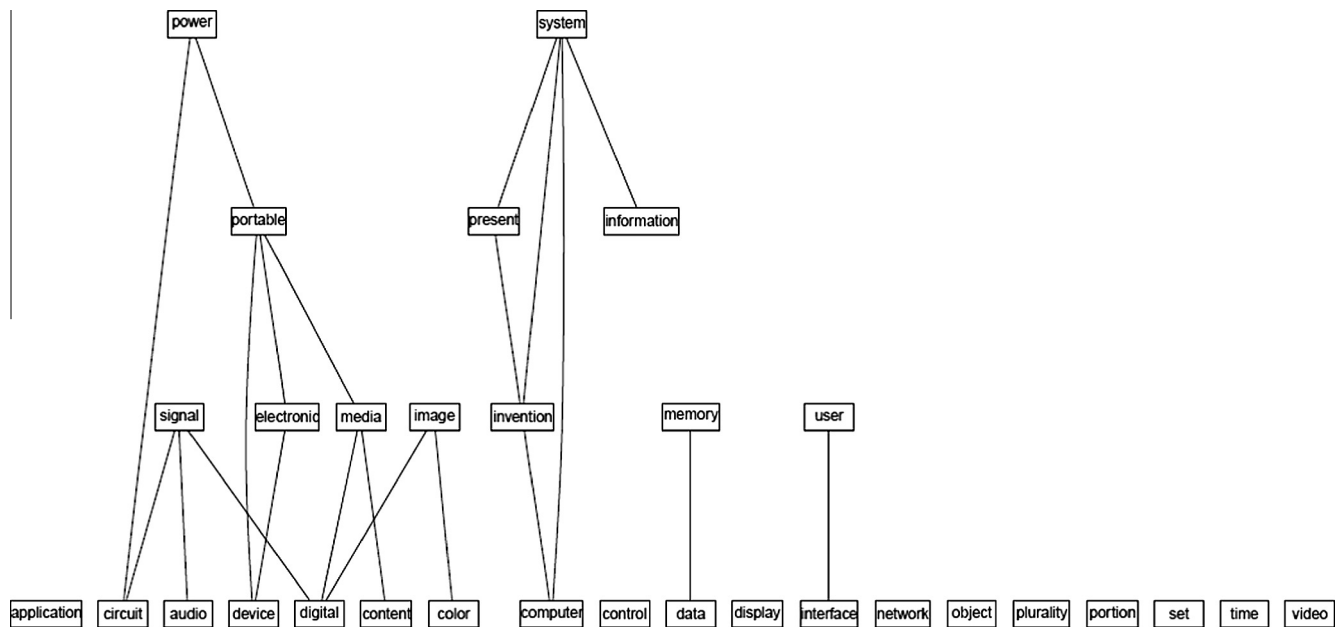 power system
portable present information
signal electronic media image invention memory user
application circuit audio device digital content color computer control data display interface network object plurality portion set time video